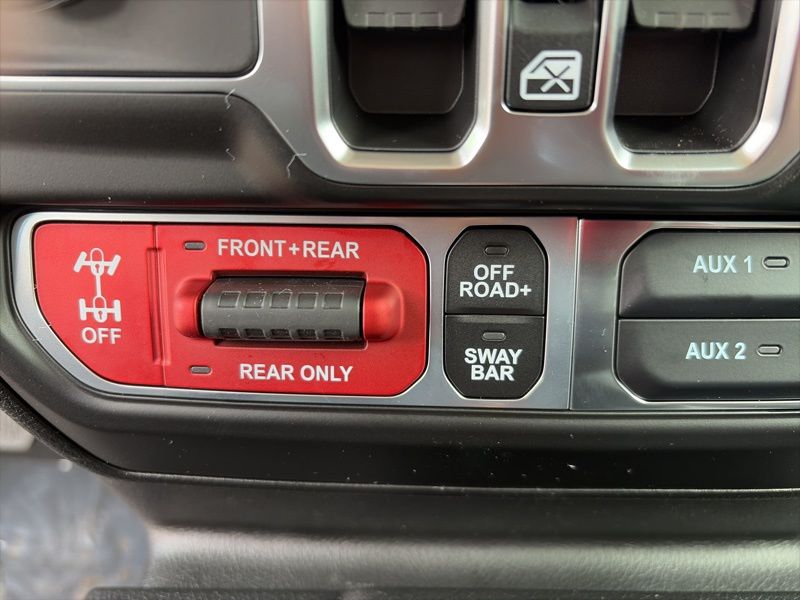 FRONT+REAR
OFF
REAR ONLY
OFF
ROAD+
SWAY
BAR
AUX 1
AUX 2